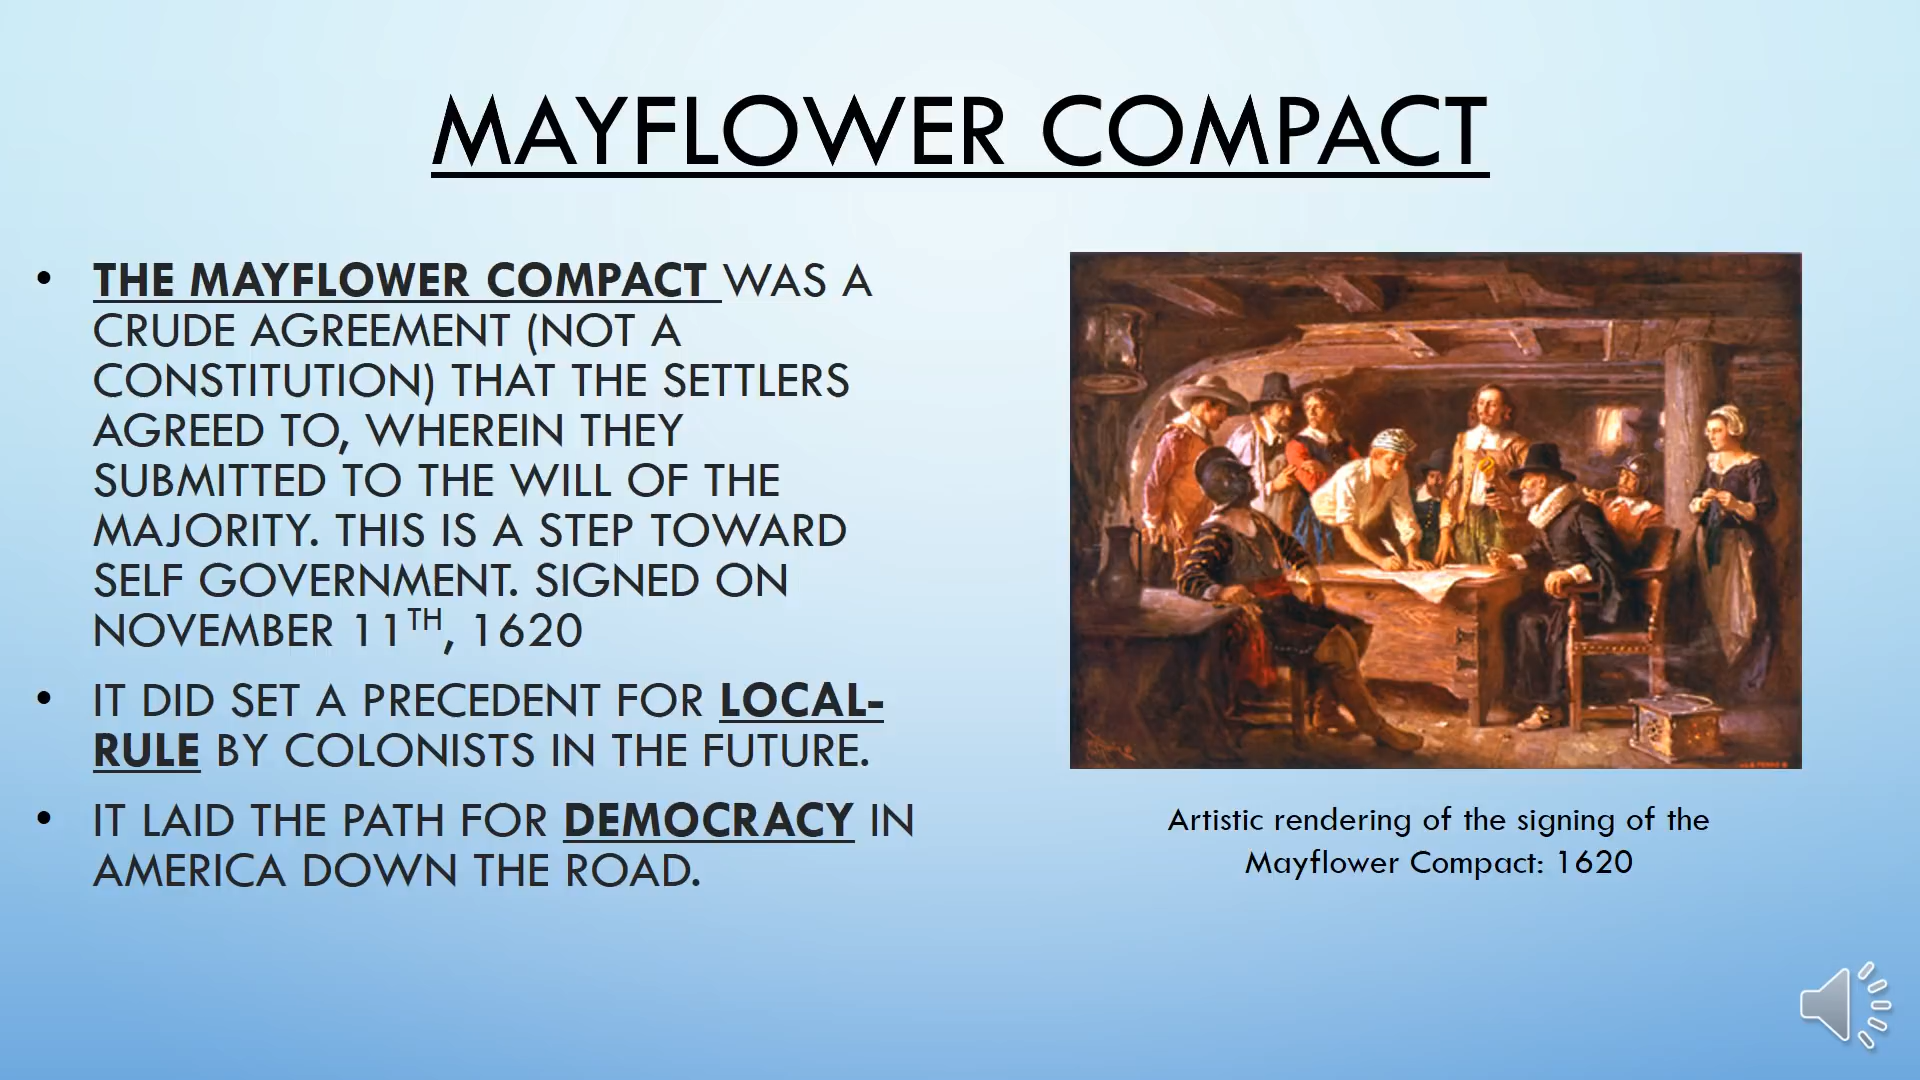 MAYFLOWER COMPACT
• THE MAYFLOWER COMPACT WAS A
CRUDE AGREEMENT (NOT A
CONSTITUTION) THAT THE SETTLERS
AGREED TO, WHEREIN THEY
SUBMITTED TO THE WILL OF THE
MAJORITY. THIS IS A STEP TOWARD
SELF GOVERNMENT. SIGNED ON
NOVEMBER 11TH, 1620
• IT DID SET A PRECEDENT FOR LOCAL-
RULE BY COLONISTS IN THE FUTURE.
• IT LAID THE PATH FOR DEMOCRACY IN
AMERICA DOWN THE ROAD.
Artistic rendering of the signing of the
Mayflower Compact: 1620